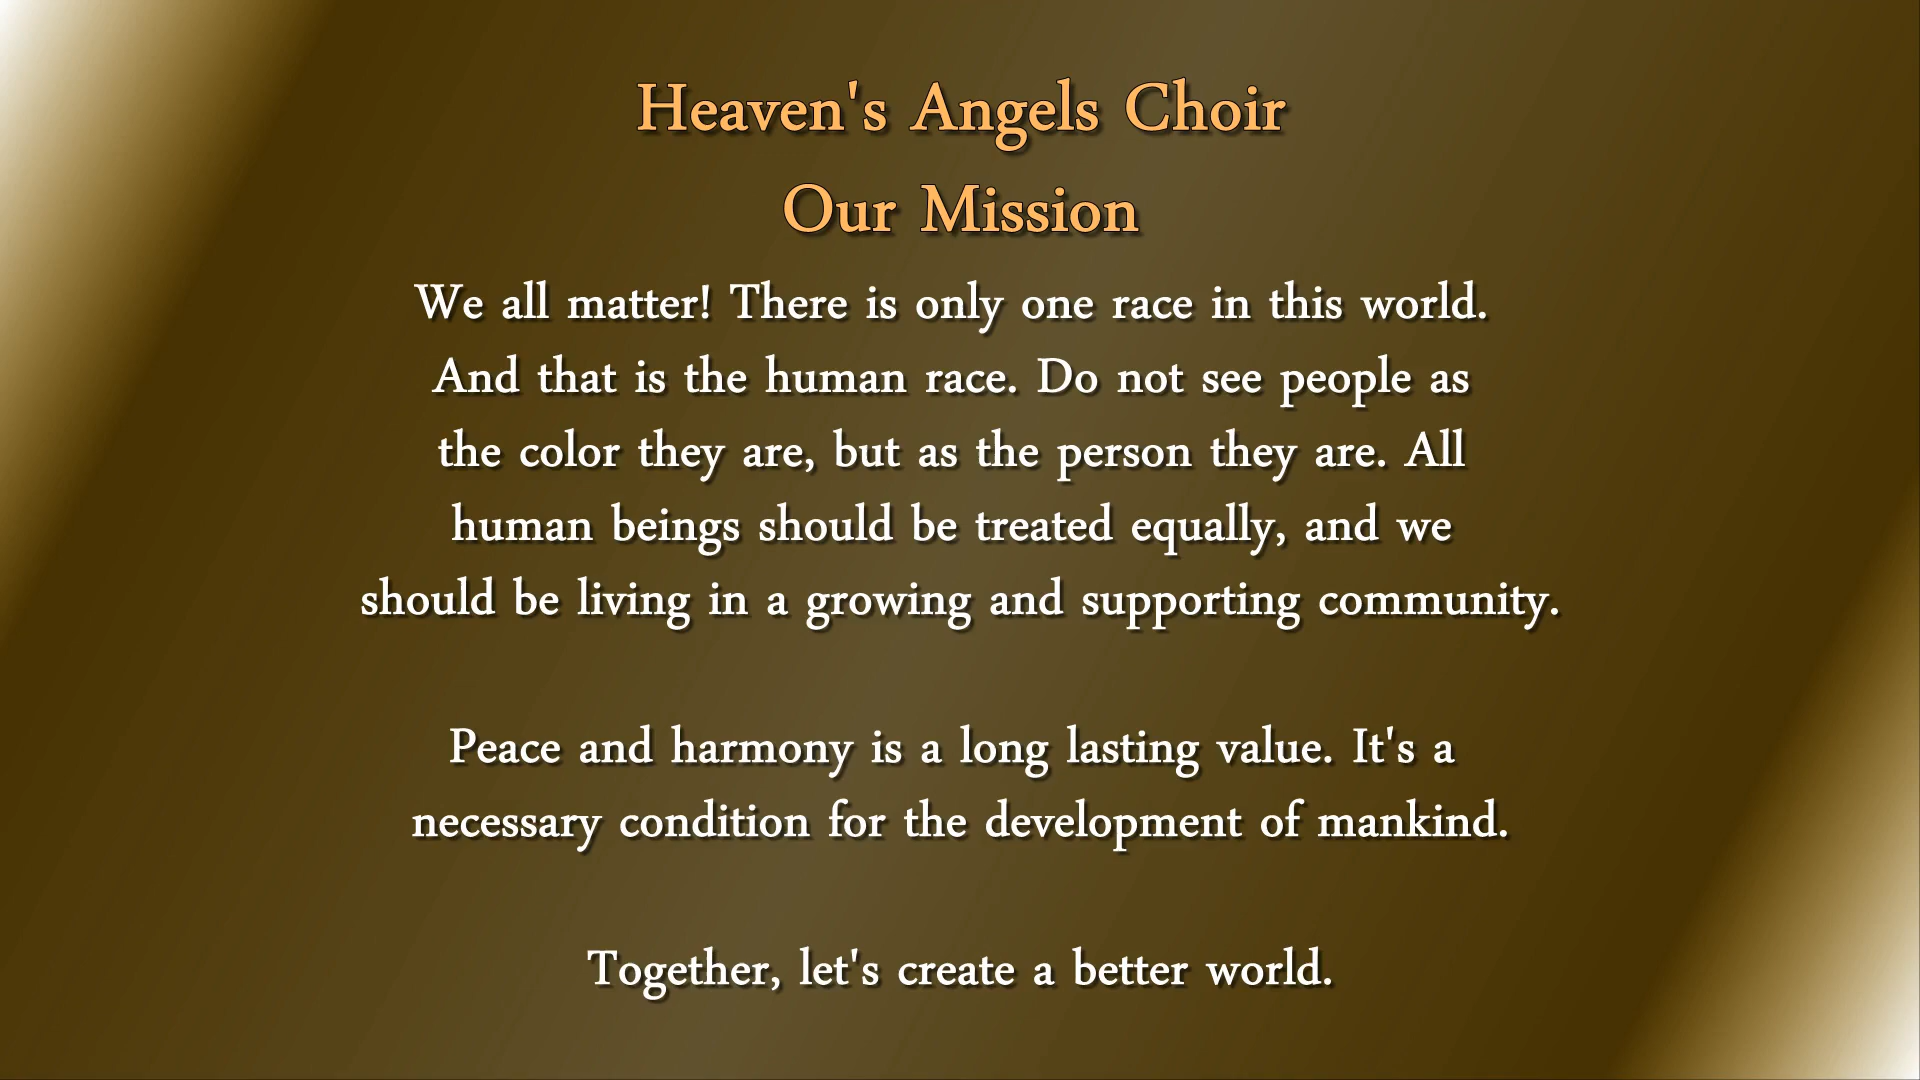 Heaven's Angels Choir
Our Mission
We all matter! There is only one race in this world.
And that is the human race. Do not see people as
the color they are, but as the person they are. All
human beings should be treated equally, and we
should be living in a growing and supporting community.
Peace and harmony is a long lasting value. It's a
necessary condition for the development of mankind.
Together, let's create a better world.